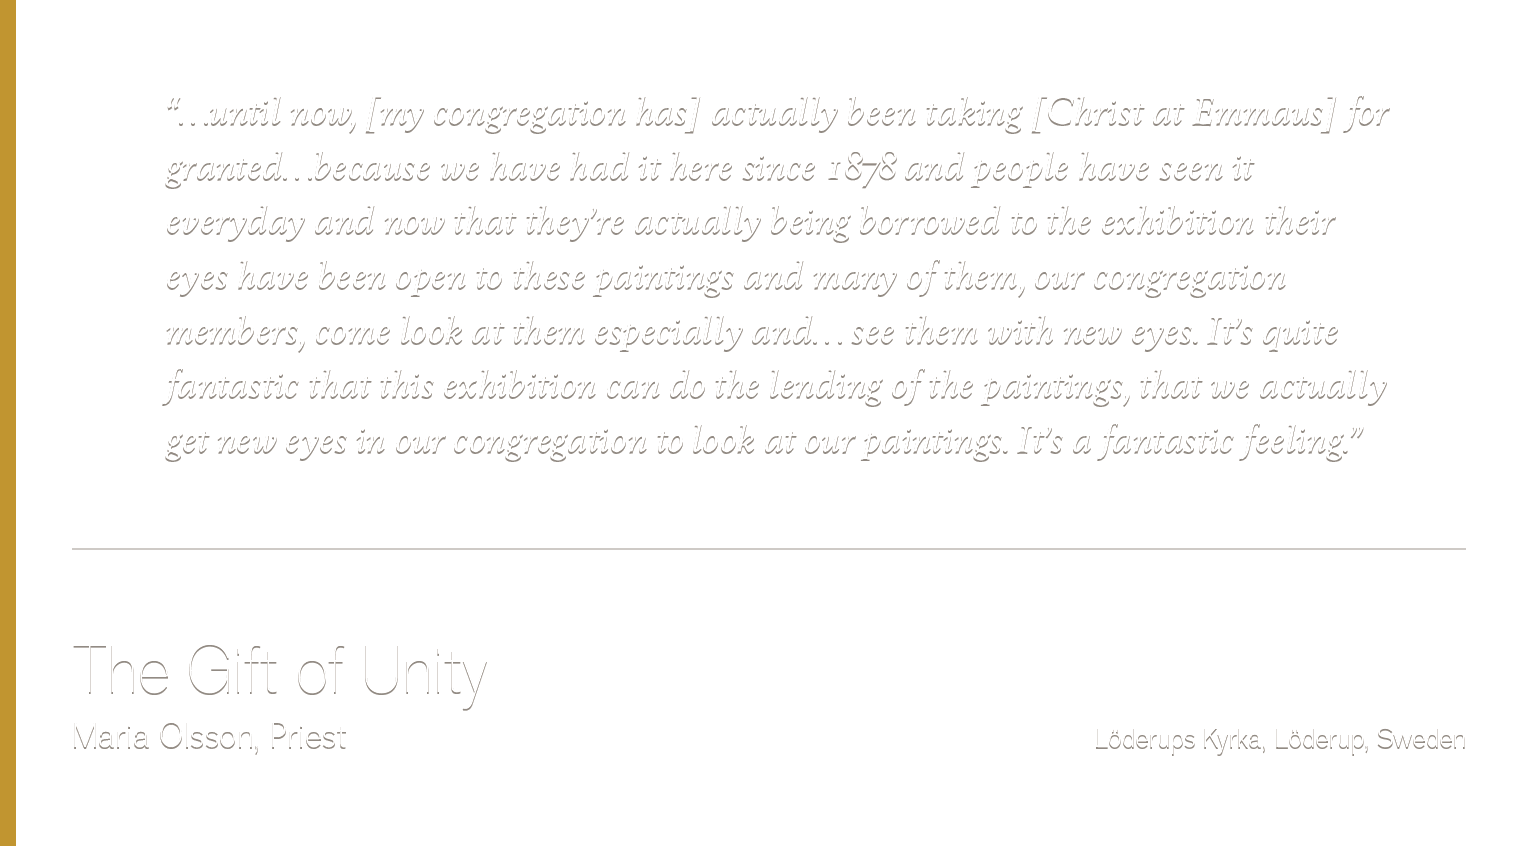 “…until now, [my congregation has] actually been taking [Christ at Emmaus] for
granted…because we have had it here since 1878 and people have seen it
everyday and now that they’re actually being borrowed to the exhibition their
eyes have been open to these paintings and many of them, our congregation
members, come look at them especially and… see them with new eyes. It’s quite
fantastic that this exhibition can do the lending of the paintings, that we actually
get new eyes in our congregation to look at our paintings. It’s a fantastic feeling.”
The Gift of Unity
Maria Olsson, Priest
Löderups Kyrka, Löderup, Sweden